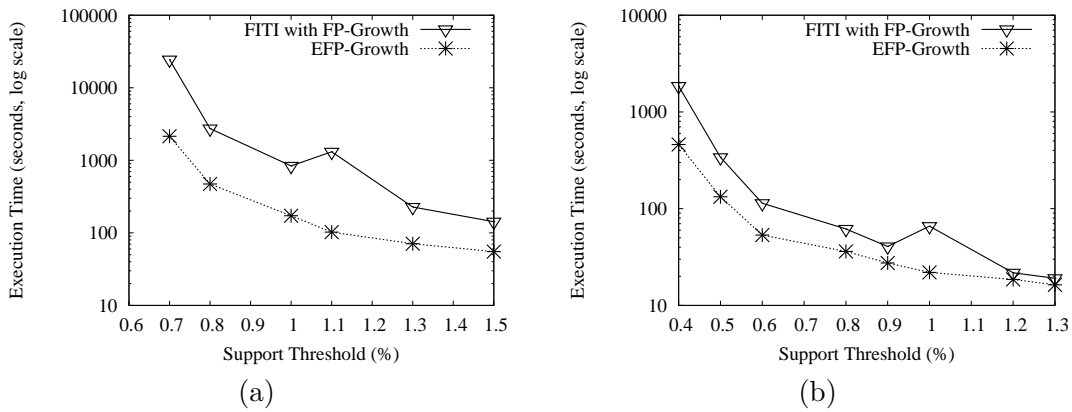 FITI with FP-Growth
EFP-Growth
Execution Time (seconds, log scale)
100000
10000
1000
100
10
0.6 0.7 0.8 0.9 1 1.1 1.2 1.3 1.4 1.5
Support Threshold (%)
(a)
FITI with FP-Growth
EFP-Growth
Execution Time (seconds, log scale)
10000
1000
100
10
0.4 0.5 0.6 0.7 0.8 0.9 1 1.1 1.2 1.3
Support Threshold (%)
(b)